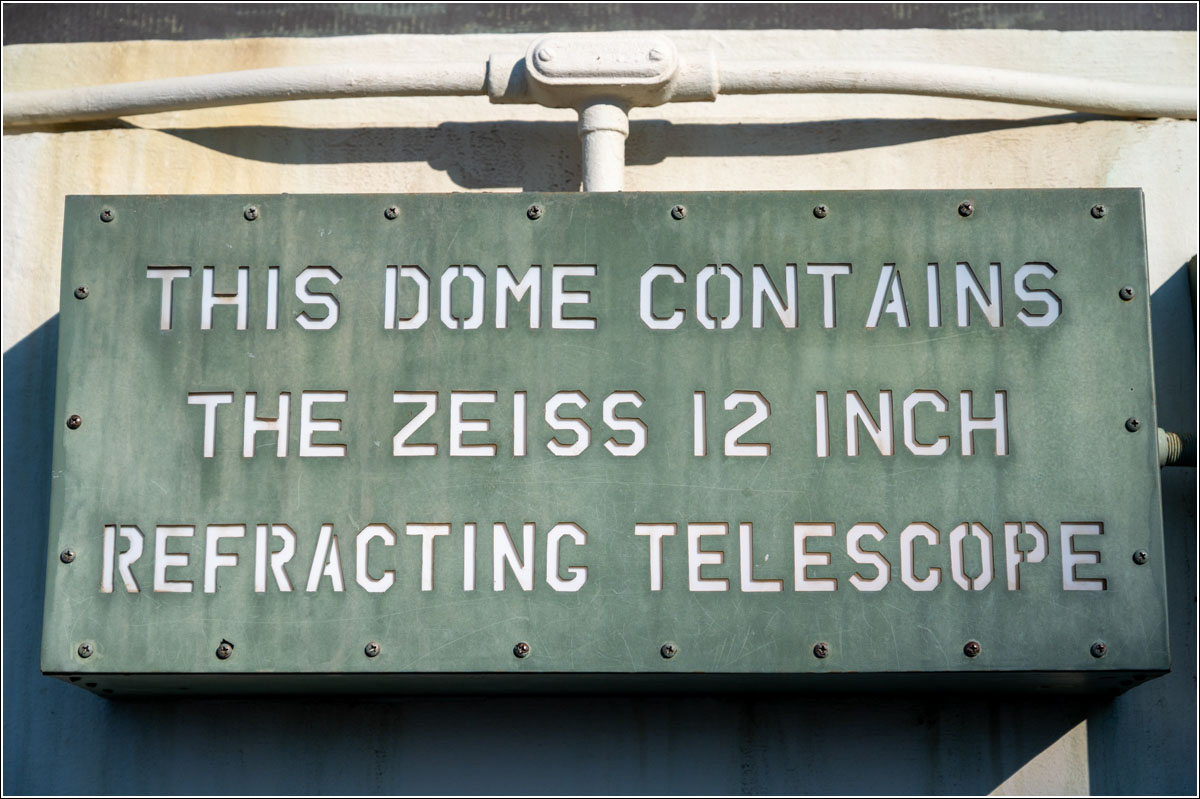 THIS DOME CONTAINS
THE ZEISS 12 INCH
REFRACTING TELESCOPE